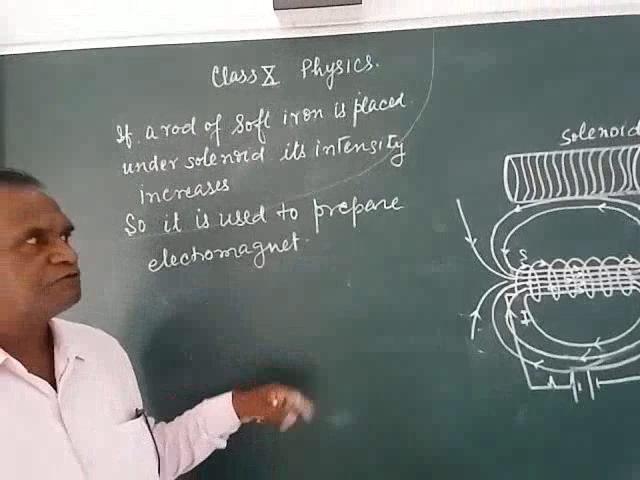 Class X Physics.
If a rod of soft iron is placed
under solenoid its intensity
increases
So it is used to prepare
electromagnet.
solenoid
S